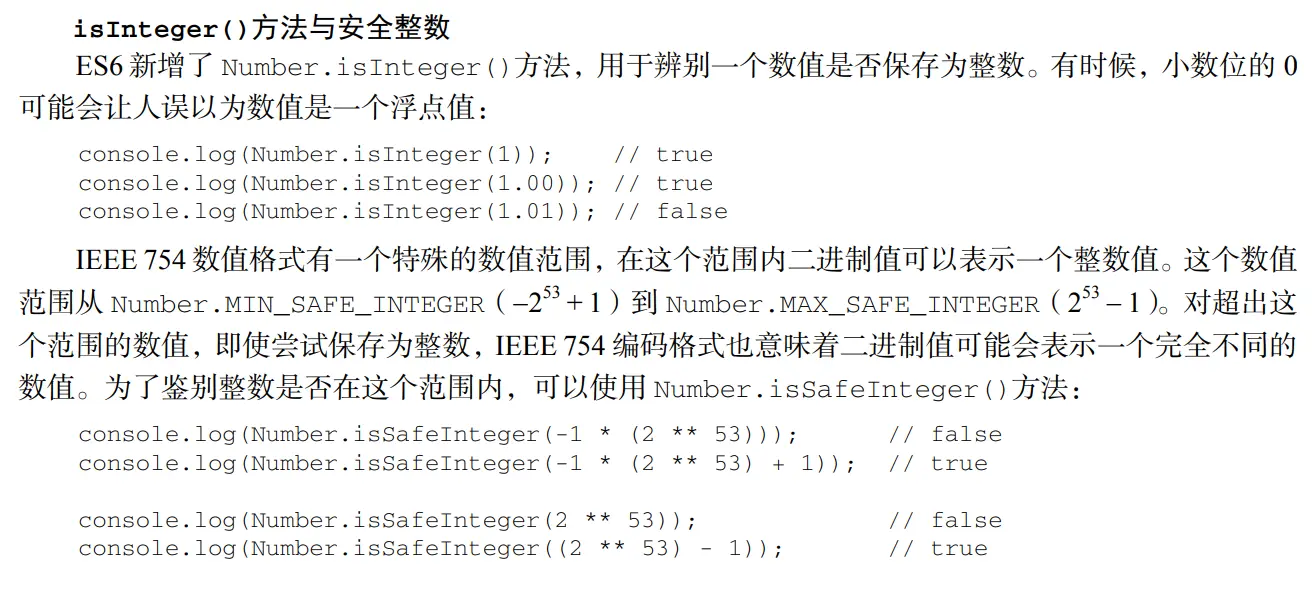 isInteger()方法与安全整数
ES6 新增了 Number.isInteger()方法，用于辨别一个数值是否保存为整数。有时候，小数位的 0
可能会让人误以为数值是一个浮点值：
console.log(Number.isInteger(1));    // true
console.log(Number.isInteger(1.00)); // true
console.log(Number.isInteger(1.01)); // false
IEEE 754 数值格式有一个特殊的数值范围，在这个范围内二进制值可以表示一个整数值。这个数值
范围从 Number.MIN_SAFE_INTEGER（–2⁵³ + 1）到 Number.MAX_SAFE_INTEGER（2⁵³ – 1）。对超出这
个范围的数值，即使尝试保存为整数，IEEE 754 编码格式也意味着二进制值可能会表示一个完全不同的
数值。为了鉴别整数是否在这个范围内，可以使用 Number.isSafeInteger()方法：
console.log(Number.isSafeInteger(-1 * (2 ** 53)));      // false
console.log(Number.isSafeInteger(-1 * (2 ** 53) + 1));  // true
console.log(Number.isSafeInteger(2 ** 53));             // false
console.log(Number.isSafeInteger((2 ** 53) - 1));       // true